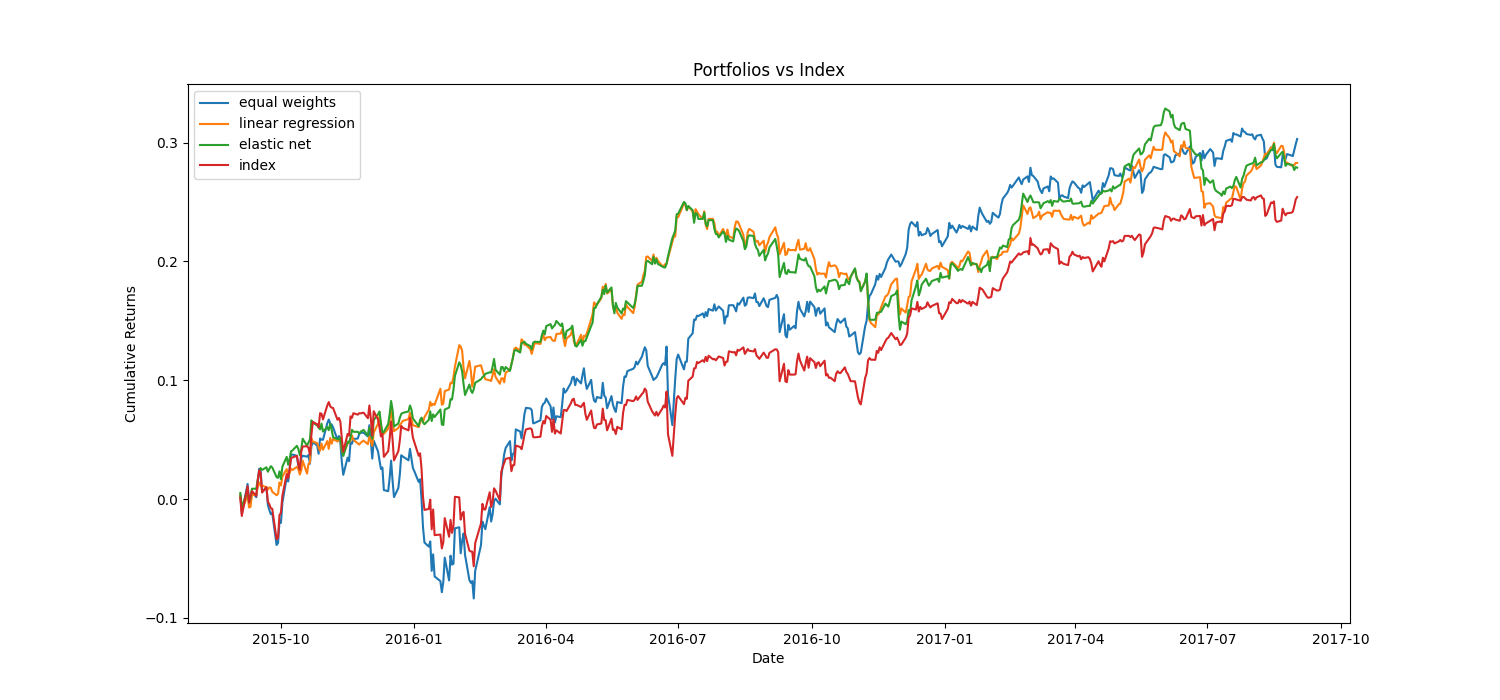 Portfolios vs Index
equal weights
linear regression
elastic net
index
Cumulative Returns
0.3
0.2
0.1
0.0
−0.1
2015-10 2016-01 2016-04 2016-07 2016-10 2017-01 2017-04 2017-07 2017-10
Date